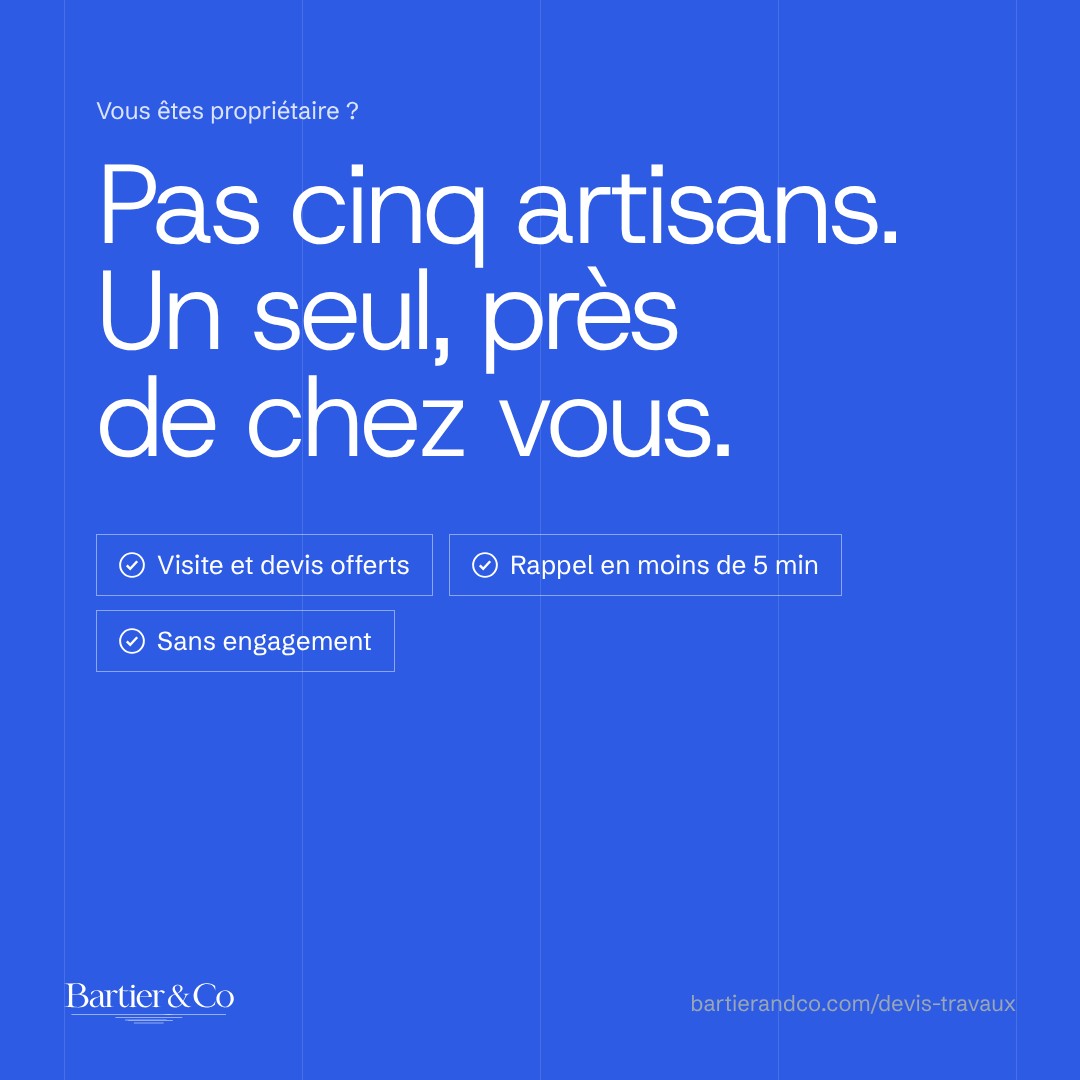 Vous êtes propriétaire ?
Pas cinq artisans.
Un seul, près
de chez vous.
Visite et devis offerts
Rappel en moins de 5 min
Sans engagement
Bartier & Co
bartierandco.com/devis-travaux